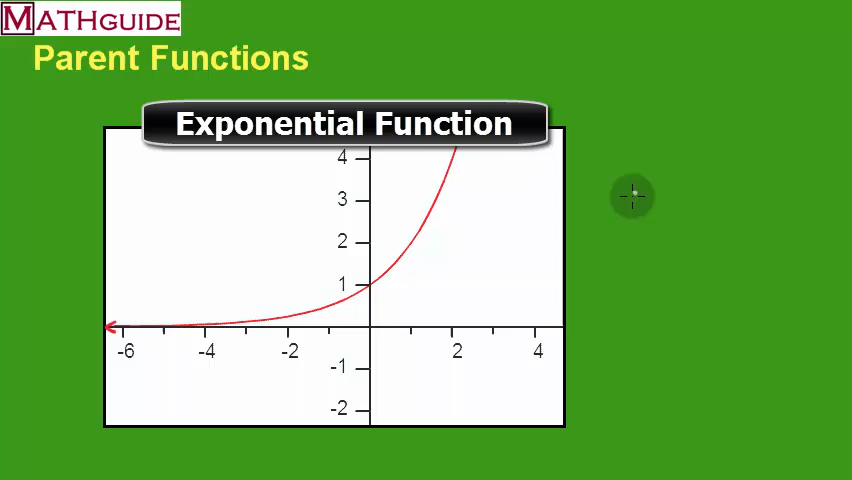 MATHGUIDE
Parent Functions
Exponential Function
4
3
2
1
-6 -4 -2 2 4
-1
-2